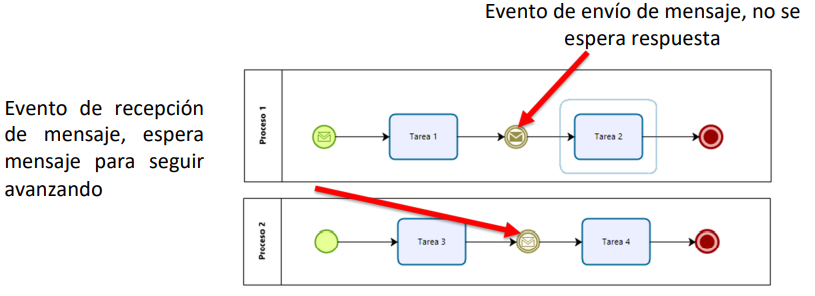 Evento de envío de mensaje, no se
espera respuesta
Evento de recepción
de mensaje, espera
mensaje para seguir
avanzando
Proceso 1
Tarea 1
Tarea 2
Proceso 2
Tarea 3
Tarea 4